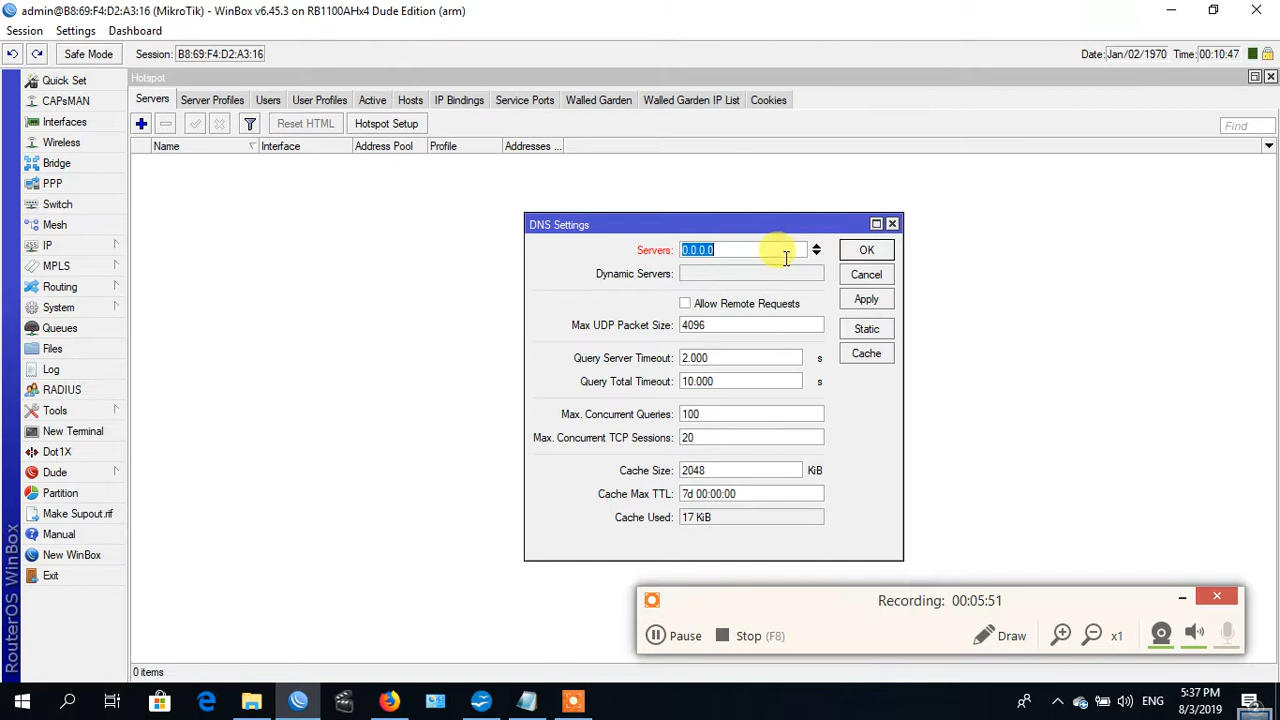 admin@B8:69:F4:D2:A3:16 (MikroTik) - WinBox v6.45.3 on RB1100AHx4 Dude Edition (arm)
Session Settings Dashboard
Safe Mode Session: B8:69:F4:D2:A3:16 Date: Jan/02/1970 Time: 00:10:47
Quick Set
CAPsMAN
Interfaces
Wireless
Bridge
PPP
Switch
Mesh
IP
MPLS
Routing
System
Queues
Files
Log
RADIUS
Tools
New Terminal
Dot1X
Dude
Partition
Make Supout.rif
Manual
New WinBox
Exit
RouterOS WinBox
Hotspot
Servers Server Profiles Users User Profiles Active Hosts IP Bindings Service Ports Walled Garden Walled Garden IP List Cookies
Reset HTML Hotspot Setup Find
Name Interface Address Pool Profile Addresses ...
DNS Settings
Servers: 0.0.0.0 OK
Dynamic Servers: Cancel
Allow Remote Requests Apply
Max UDP Packet Size: 4096 Static
Query Server Timeout: 2.000 s Cache
Query Total Timeout: 10.000 s
Max. Concurrent Queries: 100
Max. Concurrent TCP Sessions: 20
Cache Size: 2048 KiB
Cache Max TTL: 7d 00:00:00
Cache Used: 17 KiB
Recording: 00:05:51
Pause Stop (F8) Draw x1
0 items
ENG 5:37 PM
8/3/2019
2